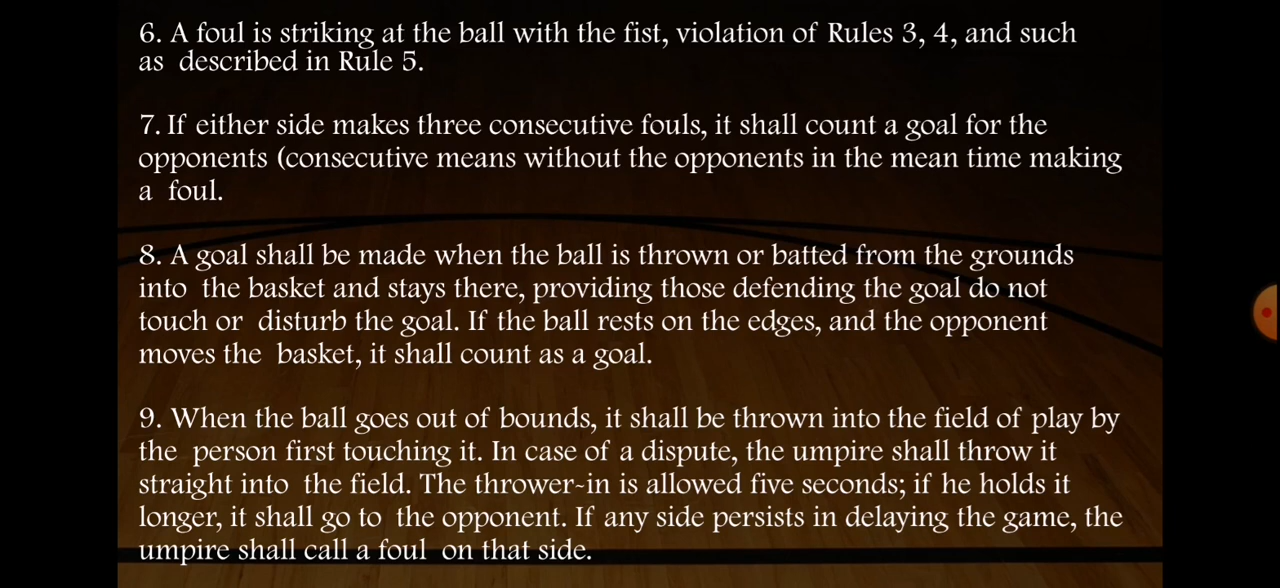 6. A foul is striking at the ball with the fist, violation of Rules 3, 4, and such
as described in Rule 5.
7. If either side makes three consecutive fouls, it shall count a goal for the
opponents (consecutive means without the opponents in the mean time making
a foul.
8. A goal shall be made when the ball is thrown or batted from the grounds
into the basket and stays there, providing those defending the goal do not
touch or disturb the goal. If the ball rests on the edges, and the opponent
moves the basket, it shall count as a goal.
9. When the ball goes out of bounds, it shall be thrown into the field of play by
the person first touching it. In case of a dispute, the umpire shall throw it
straight into the field. The thrower-in is allowed five seconds; if he holds it
longer, it shall go to the opponent. If any side persists in delaying the game, the
umpire shall call a foul on that side.